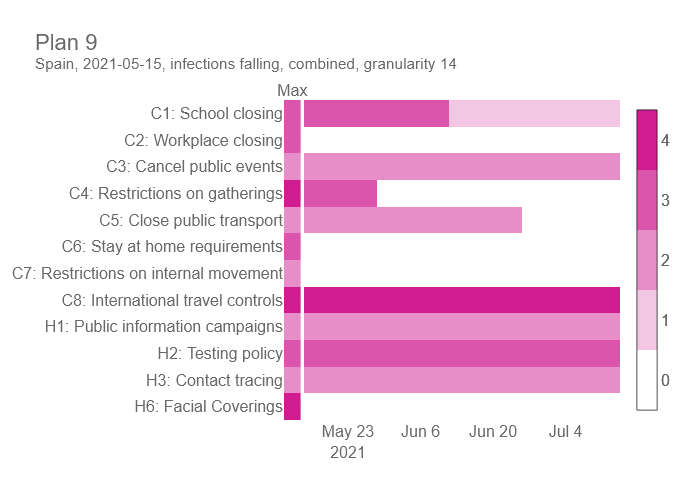 Plan 9
Spain, 2021-05-15, infections falling, combined, granularity 14
Max
C1: School closing
C2: Workplace closing
C3: Cancel public events
C4: Restrictions on gatherings
C5: Close public transport
C6: Stay at home requirements
C7: Restrictions on internal movement
C8: International travel controls
H1: Public information campaigns
H2: Testing policy
H3: Contact tracing
H6: Facial Coverings
May 23 Jun 6 Jun 20 Jul 4
2021
4
3
2
1
0